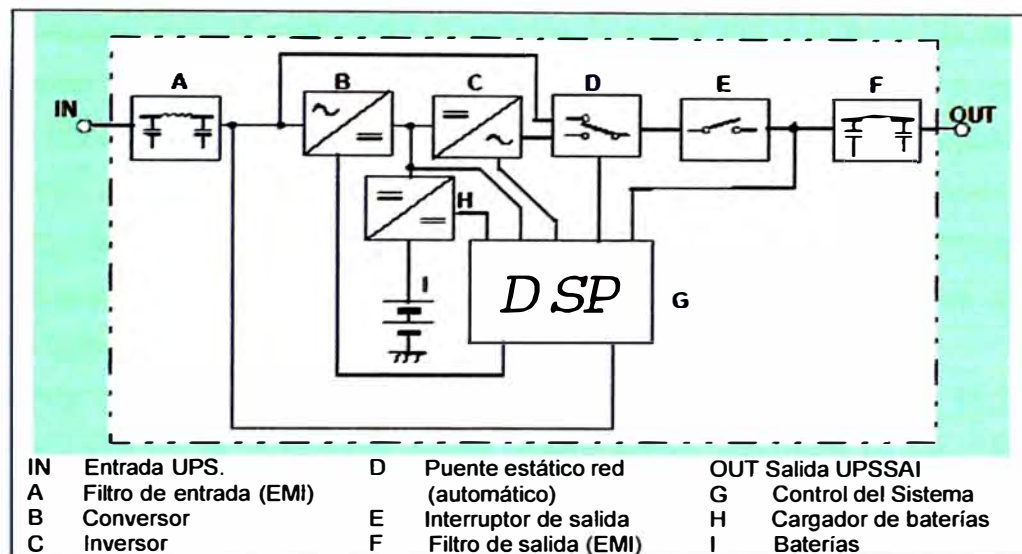 A
B
C
D
E
F
IN
OUT
H
I
DSP
G
IN Entrada UPS.
A Filtro de entrada (EMI)
B Conversor
C Inversor
D Puente estático red
(automático)
E Interruptor de salida
F Filtro de salida (EMI)
OUT Salida UPSSAI
G Control del Sistema
H Cargador de baterías
I Baterías